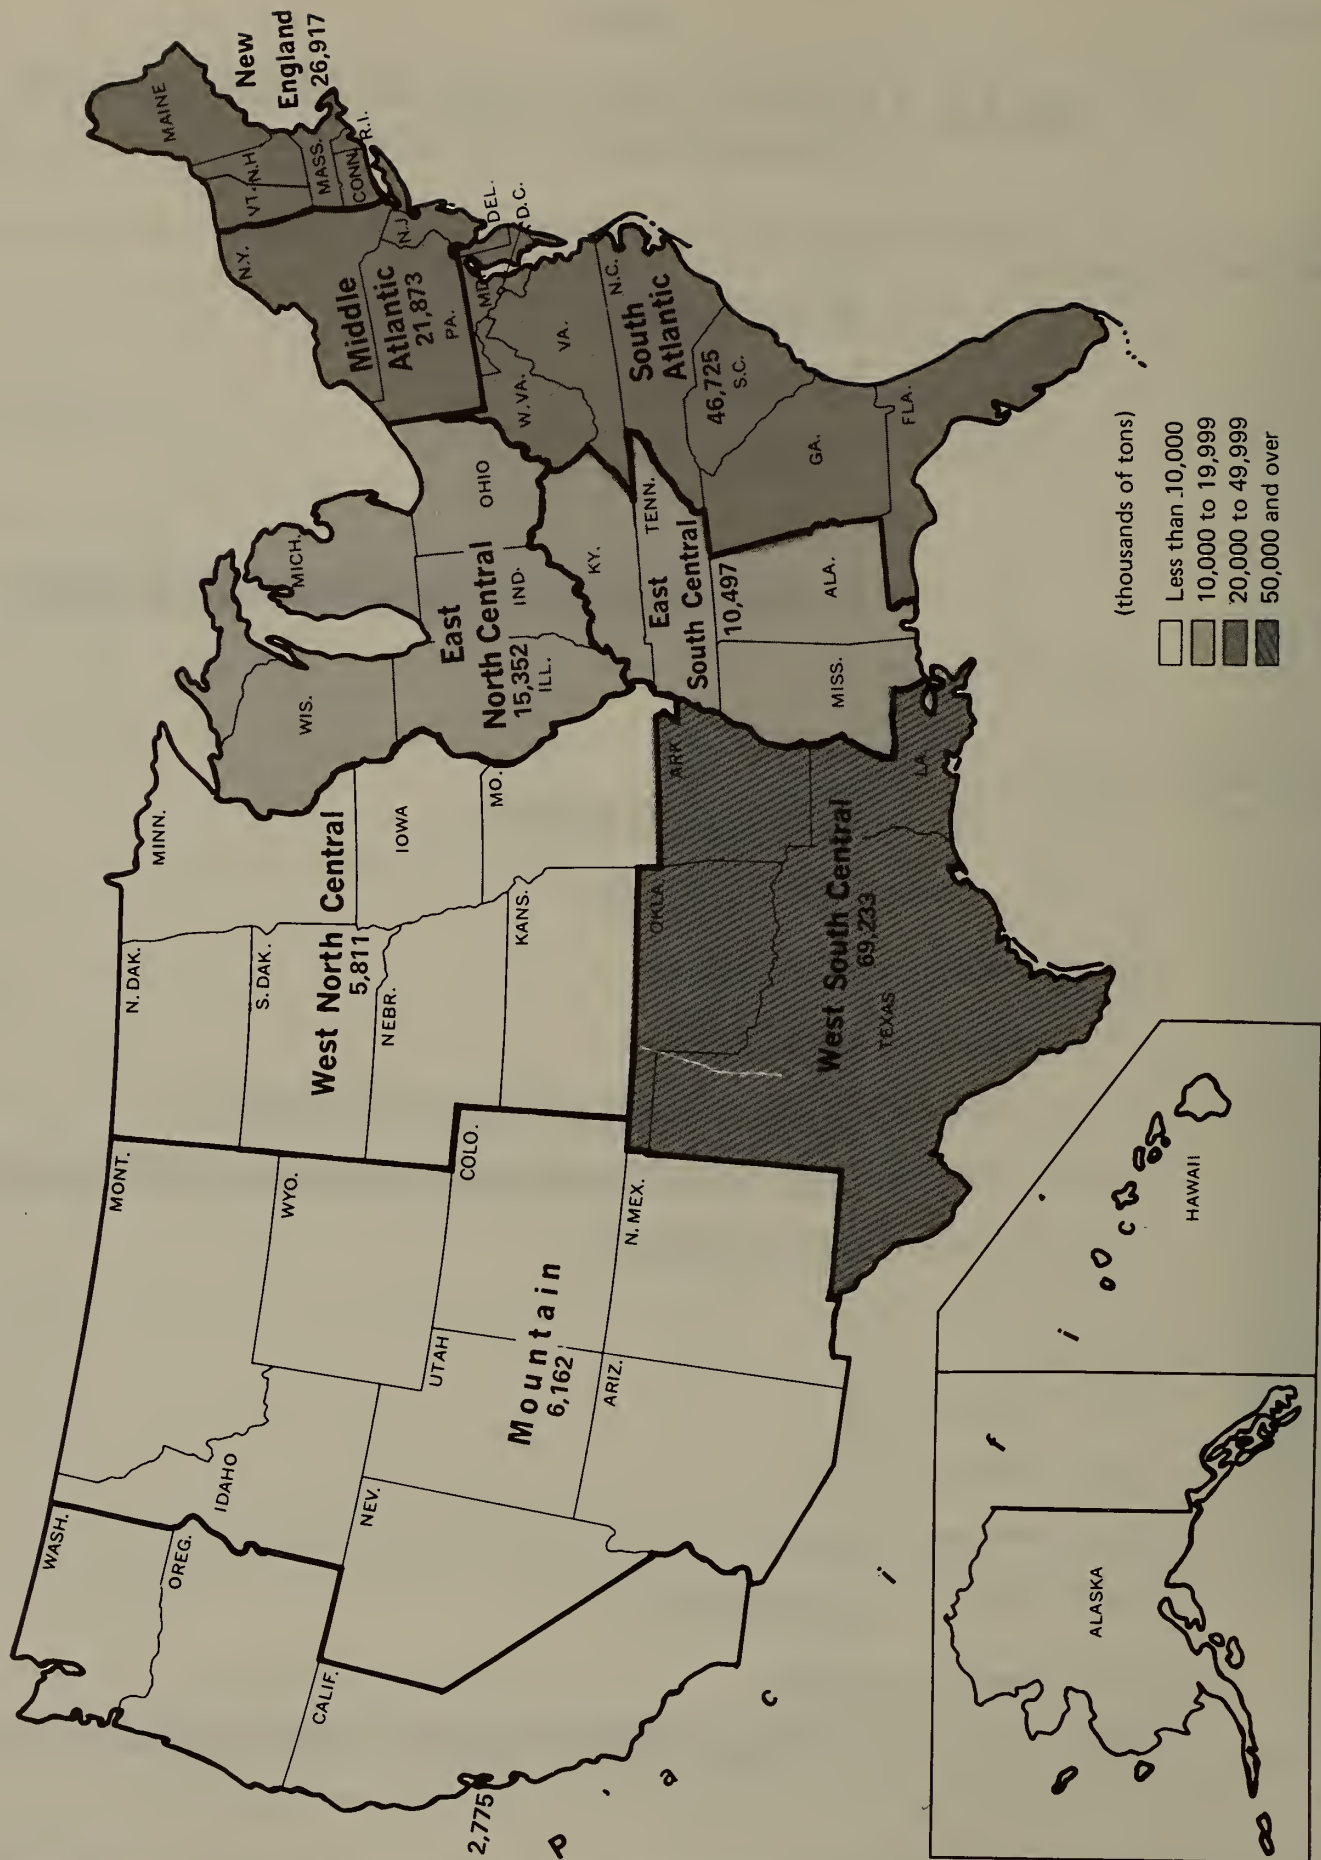 WASH.
OREG.
CALIF.
IDAHO
NEV.
MONT.
WYO.
UTAH
COLO.
ARIZ.
N. MEX.
Mountain
6,162
2,775
P a c i f i c
N. DAK.
S. DAK.
NEBR.
KANS.
MINN.
IOWA
MO.
West North Central
5,811
OKLA.
ARK.
TEXAS
LA.
West South Central
69,233
WIS.
MICH.
ILL.
IND.
OHIO
East
North Central
15,352
KY.
TENN.
MISS.
ALA.
East
South Central
10,497
N.Y.
PA.
N.J.
Middle
Atlantic
21,873
MAINE
VT.
N.H.
MASS.
CONN.
R.I.
New
England
26,917
DEL.
MD.
D.C.
W.VA.
VA.
N.C.
S.C.
GA.
FLA.
South
Atlantic
46,725
ALASKA
HAWAII
(thousands of tons)
Less than 10,000
10,000 to 19,999
20,000 to 49,999
50,000 and over